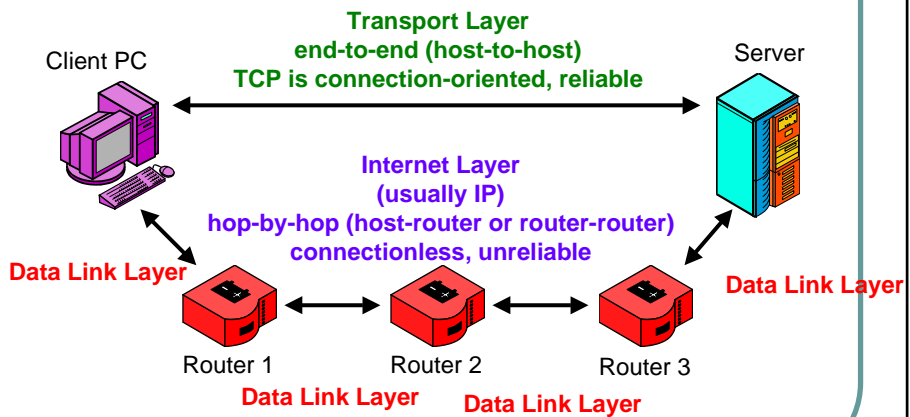 Transport Layer
end-to-end (host-to-host)
TCP is connection-oriented, reliable
Client PC
Server
Internet Layer
(usually IP)
hop-by-hop (host-router or router-router)
connectionless, unreliable
Data Link Layer
Data Link Layer
Router 1
Router 2
Router 3
Data Link Layer
Data Link Layer